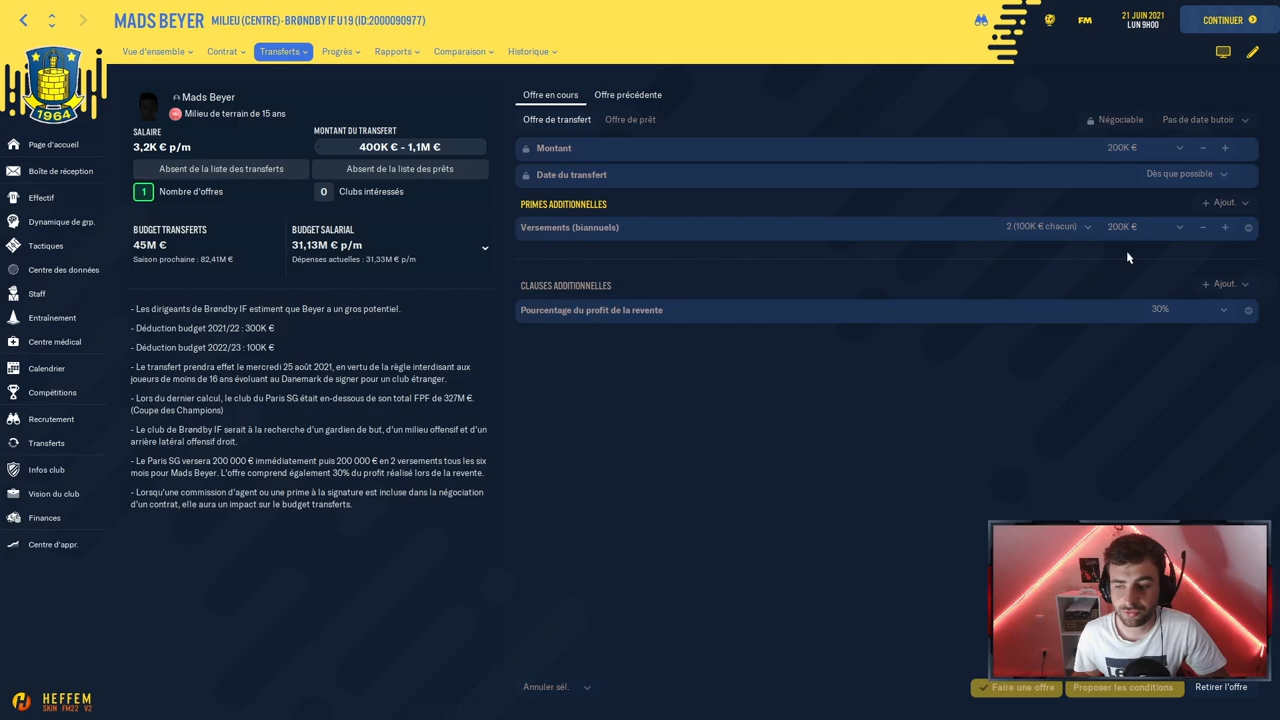 MADS BEYER
MILIEU (CENTRE) - BRØNDBY IF U19 (ID:2000090977)
FM
21 JUIN 2021
LUN 9H00
CONTINUER
Vue d'ensemble
Contrat
Transferts
Progrès
Rapports
Comparaison
Historique
1964
Page d'accueil
Boîte de réception
Effectif
Dynamique de grp.
Tactiques
Centre des données
Staff
Entraînement
Centre médical
Calendrier
Compétitions
Recrutement
Transferts
Infos club
Vision du club
Finances
Centre d'appr.
HEFFEM
SKIN FM22 V2
Mads Beyer
Milieu de terrain de 15 ans
SALAIRE
3,2K € p/m
MONTANT DU TRANSFERT
400K € - 1,1M €
Absent de la liste des transferts
Absent de la liste des prêts
1 Nombre d'offres
0 Clubs intéressés
BUDGET TRANSFERTS
45M €
Saison prochaine : 82,41M €
BUDGET SALARIAL
31,13M € p/m
Dépenses actuelles : 31,33M € p/m
- Les dirigeants de Brøndby IF estiment que Beyer a un gros potentiel.
- Déduction budget 2021/22 : 300K €
- Déduction budget 2022/23 : 100K €
- Le transfert prendra effet le mercredi 25 août 2021, en vertu de la règle interdisant aux
joueurs de moins de 16 ans évoluant au Danemark de signer pour un club étranger.
- Lors du dernier calcul, le club du Paris SG était en-dessous de son total FPF de 327M €.
(Coupe des Champions)
- Le club de Brøndby IF serait à la recherche d'un gardien de but, d'un milieu offensif et d'un
arrière latéral offensif droit.
- Le Paris SG versera 200 000 € immédiatement puis 200 000 € en 2 versements tous les six
mois pour Mads Beyer. L'offre comprend également 30% du profit réalisé lors de la revente.
- Lorsqu'une commission d'agent ou une prime à la signature est incluse dans la négociation
d'un contrat, elle aura un impact sur le budget transferts.
Offre en cours
Offre précédente
Offre de transfert
Offre de prêt
Négociable
Pas de date butoir
Montant
200K €
Date du transfert
Dès que possible
PRIMES ADDITIONNELLES
+ Ajout.
Versements (biannuels)
2 (100K € chacun)
200K €
CLAUSES ADDITIONNELLES
+ Ajout.
Pourcentage du profit de la revente
30%
Annuler sél.
Faire une offre
Proposer les conditions
Retirer l'offre